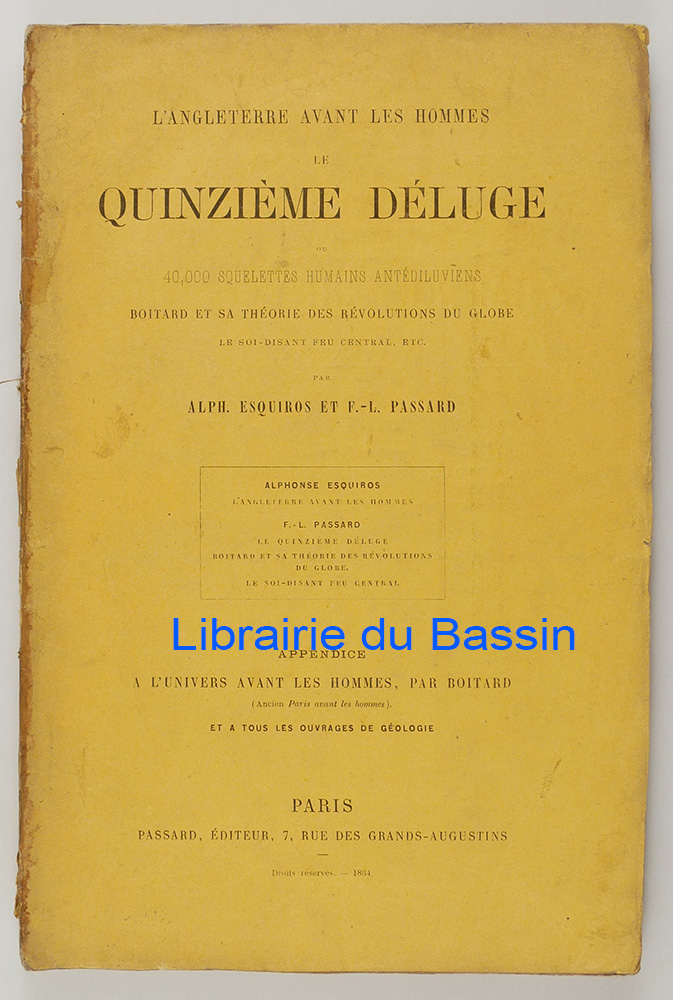 L'ANGLETERRE AVANT LES HOMMES
LE
QUINZIÈME DÉLUGE
OU
40,000 SQUELETTES HUMAINS ANTÉDILUVIENS
BOITARD ET SA THÉORIE DES RÉVOLUTIONS DU GLOBE
LE SOI-DISANT FEU CENTRAL, ETC.
PAR
ALPH. ESQUIROS ET F.-L. PASSARD
ALPHONSE ESQUIROS
L'ANGLETERRE AVANT LES HOMMES
F.-L. PASSARD
LE QUINZIEME DÉLUGE
BOITARD ET SA THÉORIE DES RÉVOLUTIONS
DU GLOBE.
LE SOI-DISANT FEU CENTRAL
Librairie du Bassin
APPENDICE
A L'UNIVERS AVANT LES HOMMES, PAR BOITARD
(Ancien Paris avant les hommes).
ET A TOUS LES OUVRAGES DE GÉOLOGIE
PARIS
PASSARD, ÉDITEUR, 7, RUE DES GRANDS-AUGUSTINS
Droits réservés. — 1864